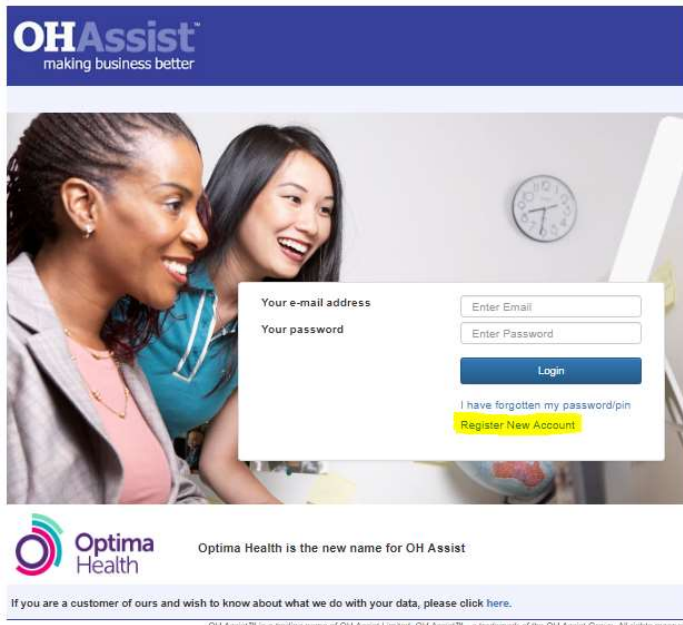 OHAssist™
making business better
Your e-mail address
Enter Email
Your password
Enter Password
Login
I have forgotten my password/pin
Register New Account
Optima
Health
Optima Health is the new name for OH Assist
If you are a customer of ours and wish to know about what we do with your data, please click here.